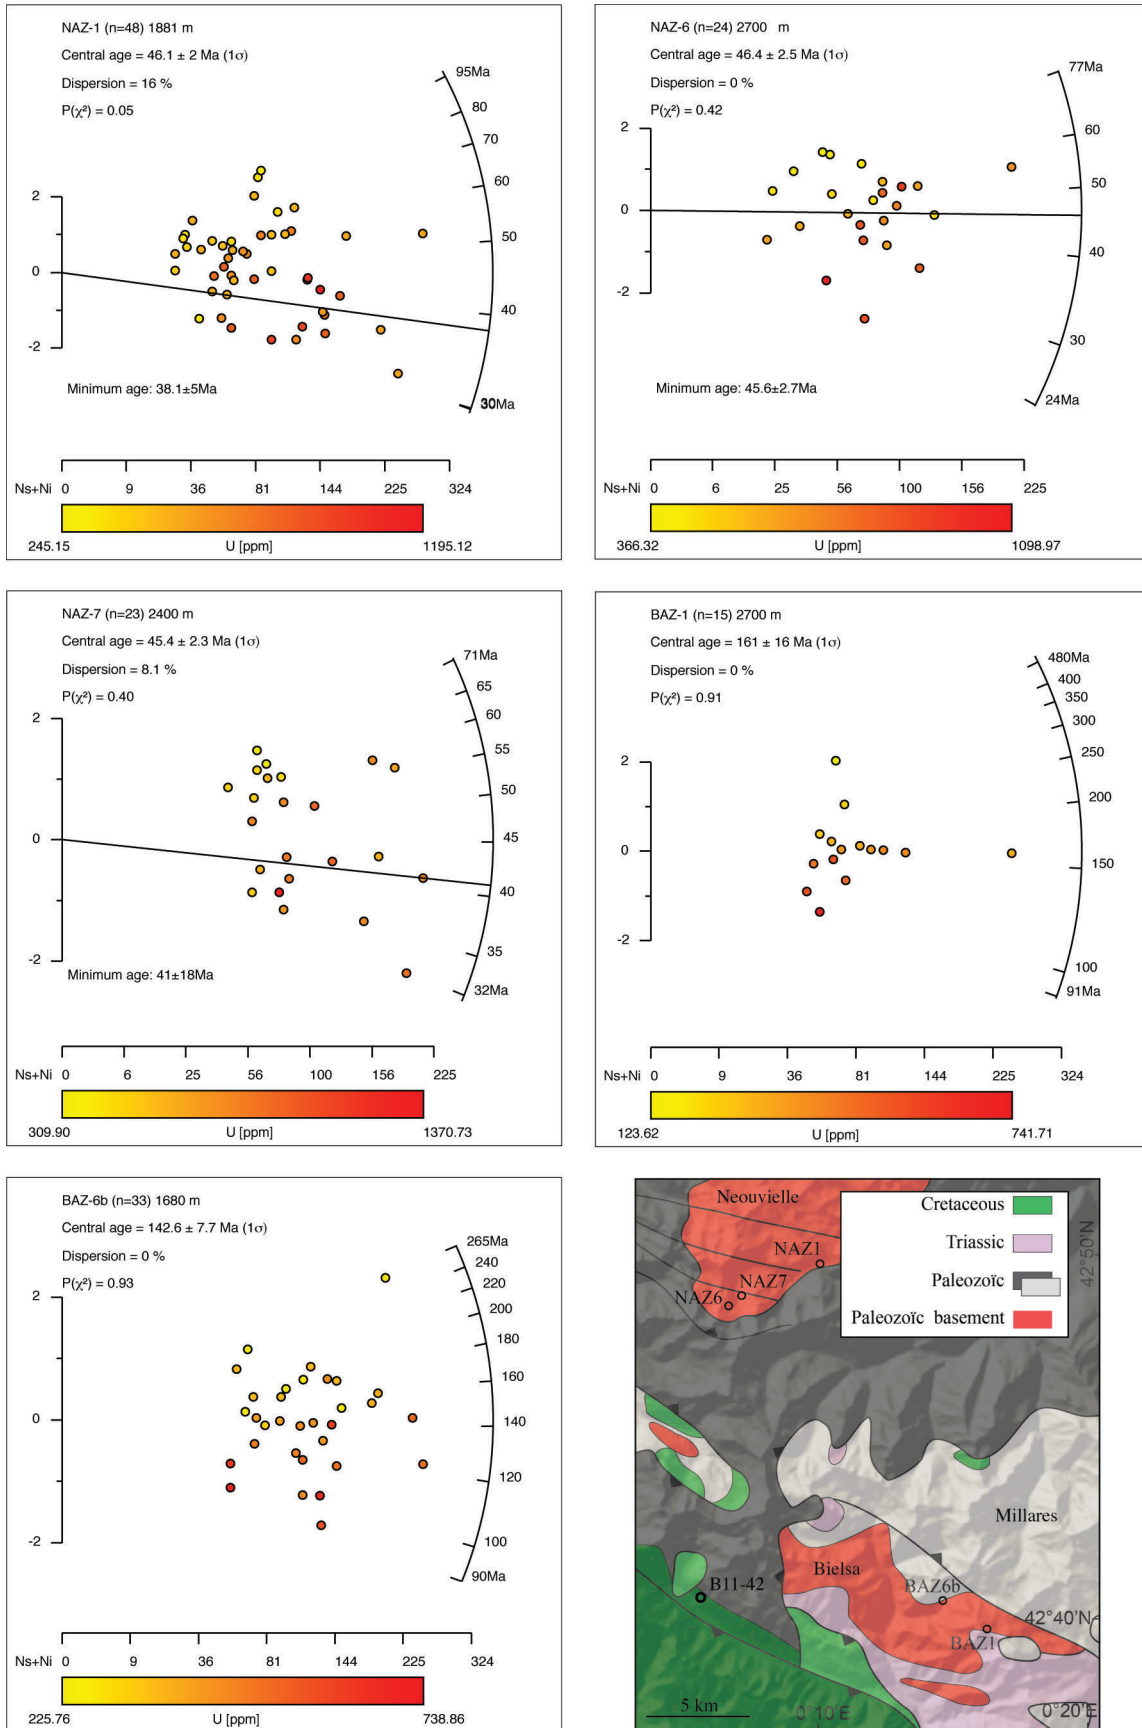 NAZ-1 (n=48) 1881 m
Central age = 46.1 ± 2 Ma (1σ)
Dispersion = 16 %
P(χ²) = 0.05
95Ma
80
70
60
50
40
30
30Ma
2
0
-2
Minimum age: 38.1±5Ma
Ns+Ni 0 9 36 81 144 225 324
245.15 U [ppm] 1195.12
NAZ-6 (n=24) 2700 m
Central age = 46.4 ± 2.5 Ma (1σ)
Dispersion = 0 %
P(χ²) = 0.42
77Ma
60
50
40
30
24Ma
2
0
-2
Minimum age: 45.6±2.7Ma
Ns+Ni 0 6 25 56 100 156 225
366.32 U [ppm] 1098.97
NAZ-7 (n=23) 2400 m
Central age = 45.4 ± 2.3 Ma (1σ)
Dispersion = 8.1 %
P(χ²) = 0.40
71Ma
65
60
55
50
45
40
35
32Ma
2
0
-2
Minimum age: 41±18Ma
Ns+Ni 0 6 25 56 100 156 225
309.90 U [ppm] 1370.73
BAZ-1 (n=15) 2700 m
Central age = 161 ± 16 Ma (1σ)
Dispersion = 0 %
P(χ²) = 0.91
480Ma
400
350
300
250
200
150
100
91Ma
2
0
-2
Ns+Ni 0 9 36 81 144 225 324
123.62 U [ppm] 741.71
BAZ-6b (n=33) 1680 m
Central age = 142.6 ± 7.7 Ma (1σ)
Dispersion = 0 %
P(χ²) = 0.93
265Ma
240
220
200
180
160
140
120
100
90Ma
2
0
-2
Ns+Ni 0 9 36 81 144 225 324
225.76 U [ppm] 738.86
Neouvielle
Cretaceous
Triassic
Paleozoïc
Paleozoïc basement
42°50'N
NAZ1
NAZ7
NAZ6
Millares
Bielsa
B11-42
BAZ6b
42°40'N
BAZ1
5 km
0°10'E
0°20'E